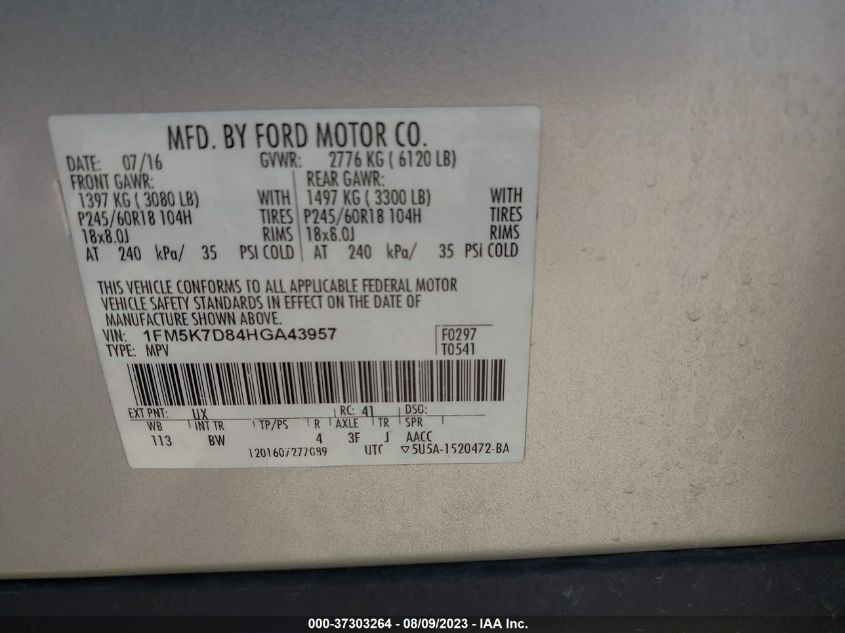 MFD. BY FORD MOTOR CO.
DATE: 07/16 GVWR: 2776 KG ( 6120 LB)
FRONT GAWR: REAR GAWR:
1397 KG ( 3080 LB) WITH 1497 KG ( 3300 LB) WITH
P245/60R18 104H TIRES P245/60R18 104H TIRES
18x8.0J RIMS 18x8.0J RIMS
AT 240 kPa/ 35 PSI COLD AT 240 kPa/ 35 PSI COLD
THIS VEHICLE CONFORMS TO ALL APPLICABLE FEDERAL MOTOR
VEHICLE SAFETY STANDARDS IN EFFECT ON THE DATE OF
MANUFACTURE SHOWN ABOVE.
VIN: 1FM5K7D84HGA43957 F0297
TYPE: MPV T0541
EXT PNT: UX RC: 41 DSO:
WB INT TR TP/PS R AXLE TR SPR
113 BW 4 3F J AACC
UTC ▽5U5A-1520472-BA
000-37303264 - 08/09/2023 - IAA Inc.